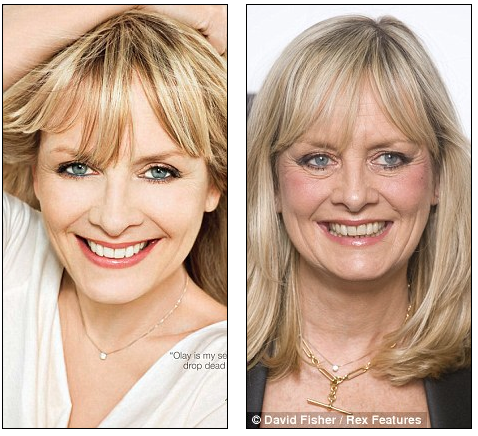 "Olay is my se
drop dead
© David Fisher / Rex Features